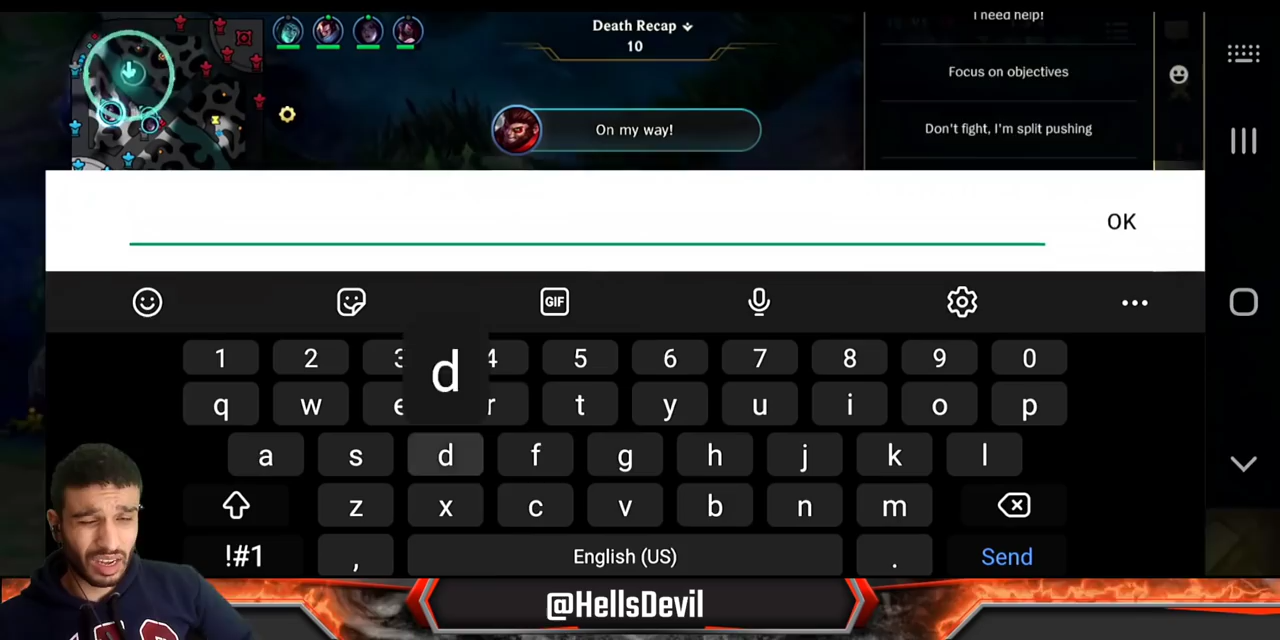 I need help!
Death Recap
10
Focus on objectives
On my way!
Don't fight, I'm split pushing
OK
GIF
1 2 3 4 5 6 7 8 9 0
d
q w e r t y u i o p
a s d f g h j k l
z x c v b n m
!#1 , English (US) . Send
@HellsDevil